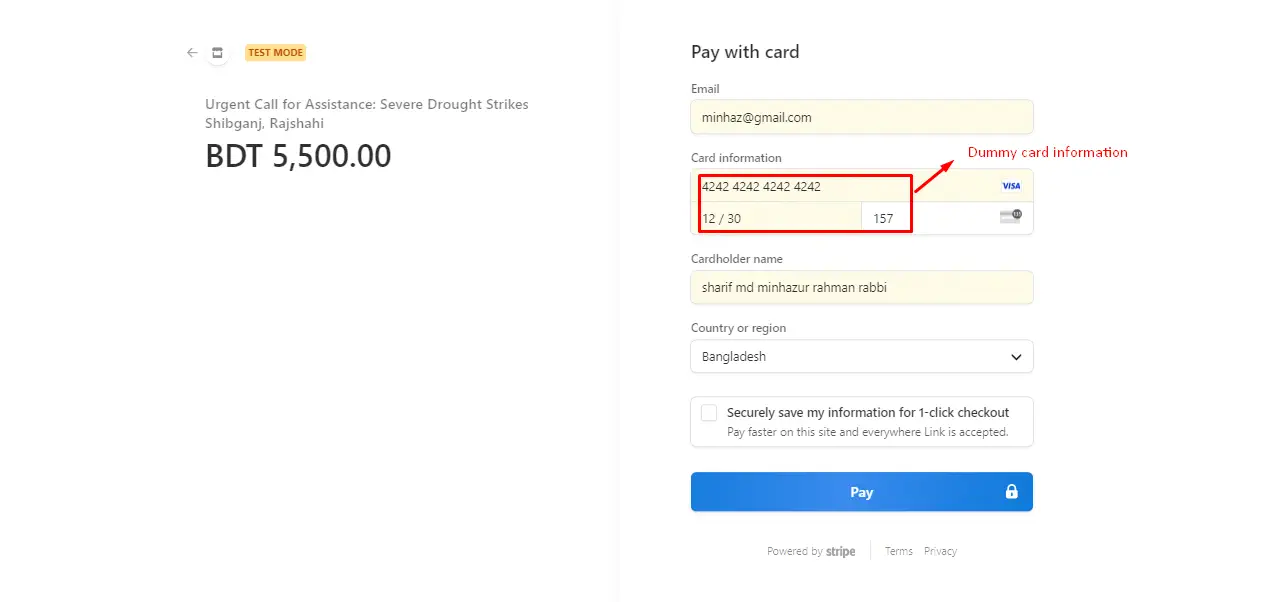 TEST MODE
Urgent Call for Assistance: Severe Drought Strikes
Shibganj, Rajshahi
BDT 5,500.00
Pay with card
Email
minhaz@gmail.com
Card information
Dummy card information
4242 4242 4242 4242
VISA
12 / 30
157
Cardholder name
sharif md minhazur rahman rabbi
Country or region
Bangladesh
Securely save my information for 1-click checkout
Pay faster on this site and everywhere Link is accepted.
Pay
Powered by stripe
Terms Privacy